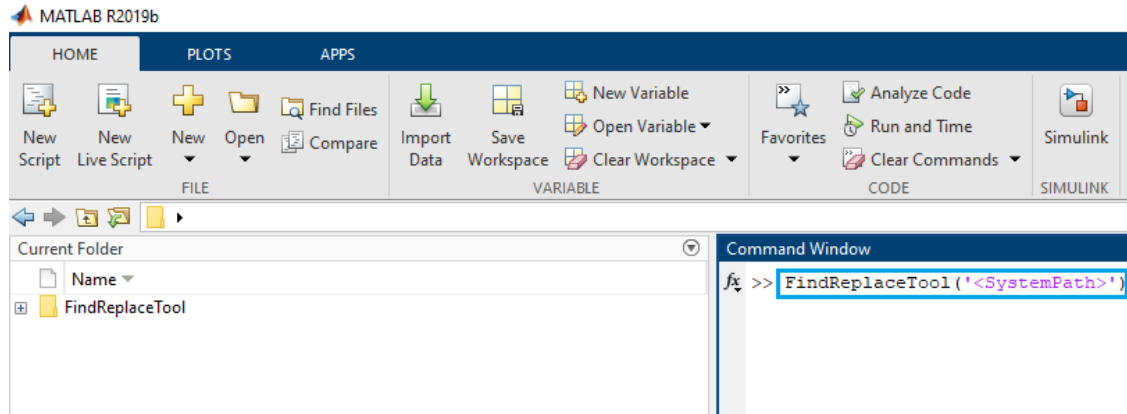 MATLAB R2019b
HOME PLOTS APPS
New Script
New Live Script
New
Open
Find Files
Compare
Import Data
Save Workspace
New Variable
Open Variable
Clear Workspace
Favorites
Analyze Code
Run and Time
Clear Commands
Simulink
FILE VARIABLE CODE SIMULINK
Current Folder
Name
FindReplaceTool
Command Window
fx >> FindReplaceTool('<SystemPath>')